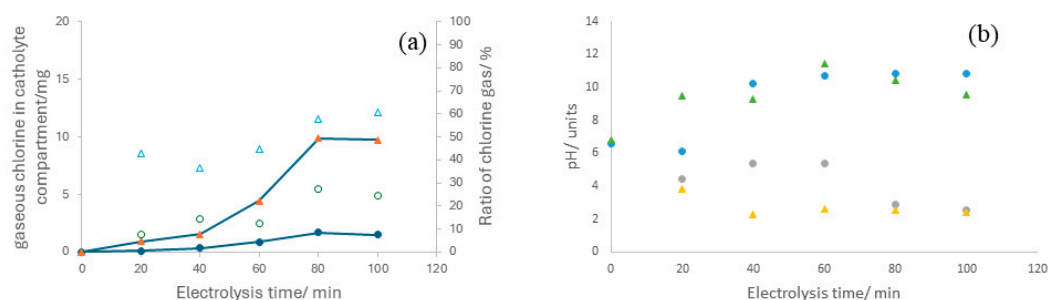 (a)
gaseous chlorine in catholyte
compartment/mg
20
15
10
5
0
100
90
80
70
60
50
40
30
20
10
0
Ratio of chlorine gas/ %
0 20 40 60 80 100 120
Electrolysis time/ min
(b)
pH/ units
14
12
10
8
6
4
2
0
0 20 40 60 80 100 120
Electrolysis time/ min